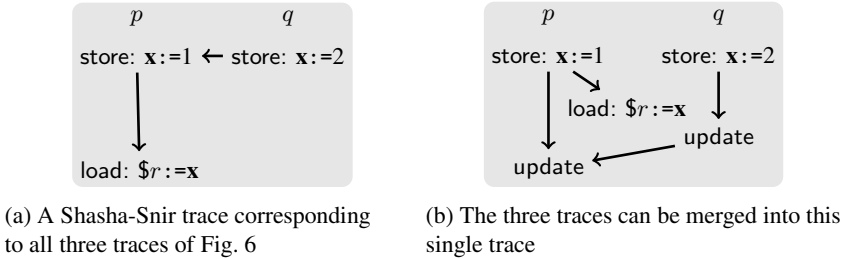 p q
store: x:=1 store: x:=2
load: $r:=x
(a) A Shasha-Snir trace corresponding
to all three traces of Fig. 6
p q
store: x:=1 store: x:=2
load: $r:=x
update
update
(b) The three traces can be merged into this
single trace